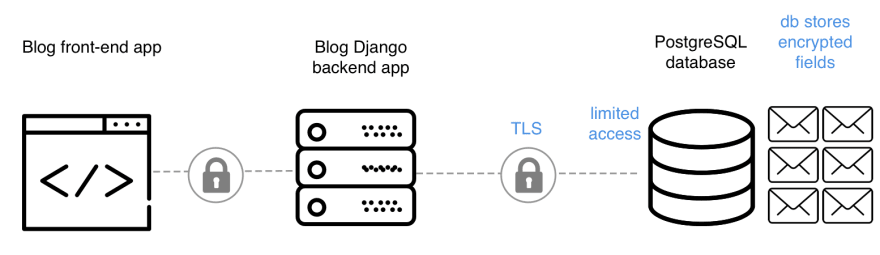 Blog front-end app
Blog Django
backend app
TLS
limited
access
PostgreSQL
database
db stores
encrypted
fields
</>